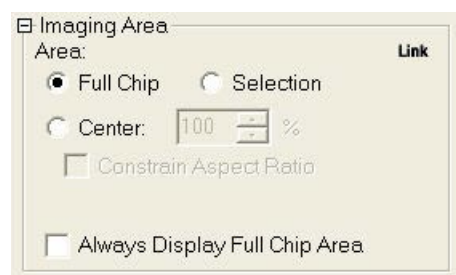 Imaging Area
Area: Link
Full Chip Selection
Center: 100 %
Constrain Aspect Ratio
Always Display Full Chip Area